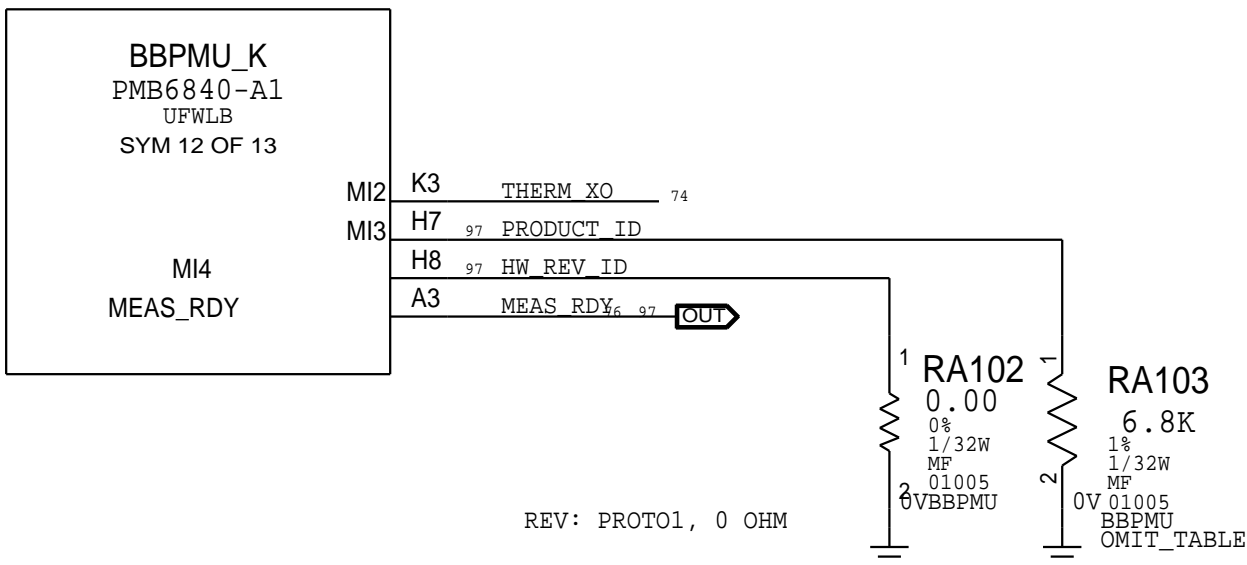 BBPMU_K
PMB6840-A1
UFWLB
SYM 12 OF 13
MI2 K3 THERM_XO 74
MI3 H7 97 PRODUCT_ID
MI4 H8 97 HW_REV_ID
MEAS_RDY A3 MEAS_RDY 76 97 OUT
1
RA102
0.00
0%
1/32W
MF
01005
2
0V BBPMU
1
RA103
6.8K
1%
1/32W
MF
2
0V 01005
BBPMU
OMIT_TABLE
REV: PROTO1, 0 OHM